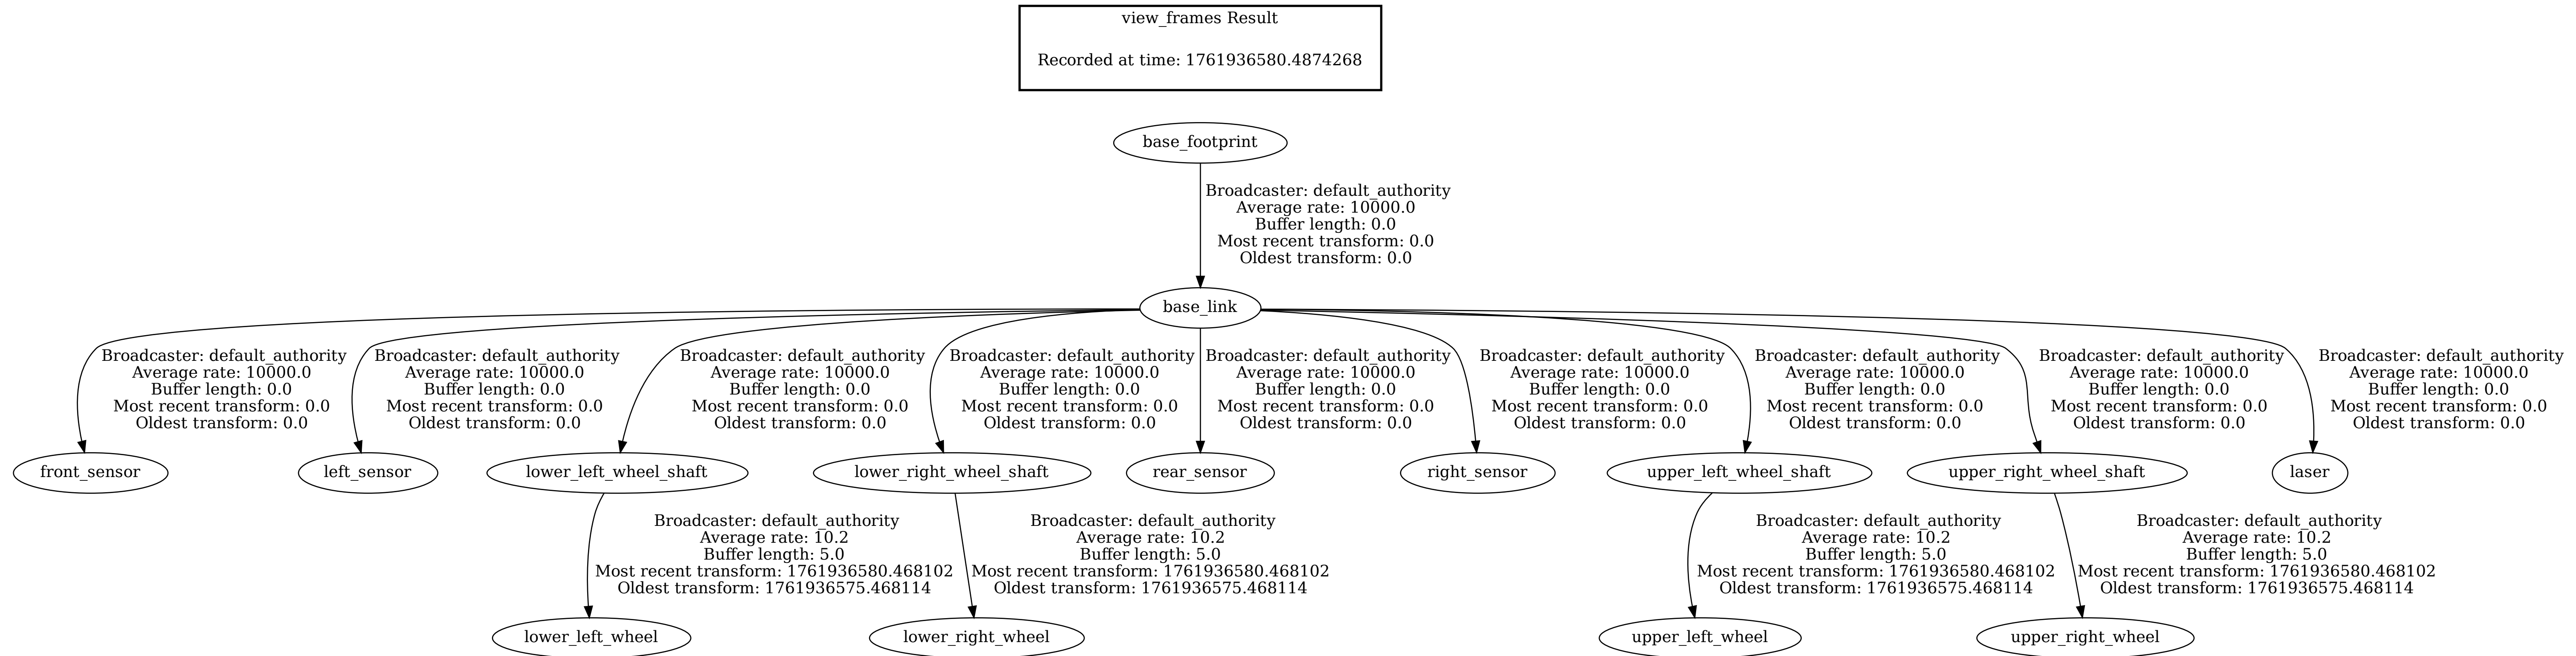 view_frames Result
Recorded at time: 1761936580.4874268
base_footprint
Broadcaster: default_authority
Average rate: 10000.0
Buffer length: 0.0
Most recent transform: 0.0
Oldest transform: 0.0
base_link
Broadcaster: default_authority
Average rate: 10000.0
Buffer length: 0.0
Most recent transform: 0.0
Oldest transform: 0.0
Broadcaster: default_authority
Average rate: 10000.0
Buffer length: 0.0
Most recent transform: 0.0
Oldest transform: 0.0
Broadcaster: default_authority
Average rate: 10000.0
Buffer length: 0.0
Most recent transform: 0.0
Oldest transform: 0.0
Broadcaster: default_authority
Average rate: 10000.0
Buffer length: 0.0
Most recent transform: 0.0
Oldest transform: 0.0
Broadcaster: default_authority
Average rate: 10000.0
Buffer length: 0.0
Most recent transform: 0.0
Oldest transform: 0.0
Broadcaster: default_authority
Average rate: 10000.0
Buffer length: 0.0
Most recent transform: 0.0
Oldest transform: 0.0
Broadcaster: default_authority
Average rate: 10000.0
Buffer length: 0.0
Most recent transform: 0.0
Oldest transform: 0.0
Broadcaster: default_authority
Average rate: 10000.0
Buffer length: 0.0
Most recent transform: 0.0
Oldest transform: 0.0
Broadcaster: default_authority
Average rate: 10000.0
Buffer length: 0.0
Most recent transform: 0.0
Oldest transform: 0.0
front_sensor
left_sensor
lower_left_wheel_shaft
lower_right_wheel_shaft
rear_sensor
right_sensor
upper_left_wheel_shaft
upper_right_wheel_shaft
laser
Broadcaster: default_authority
Average rate: 10.2
Buffer length: 5.0
Most recent transform: 1761936580.468102
Oldest transform: 1761936575.468114
Broadcaster: default_authority
Average rate: 10.2
Buffer length: 5.0
Most recent transform: 1761936580.468102
Oldest transform: 1761936575.468114
Broadcaster: default_authority
Average rate: 10.2
Buffer length: 5.0
Most recent transform: 1761936580.468102
Oldest transform: 1761936575.468114
Broadcaster: default_authority
Average rate: 10.2
Buffer length: 5.0
Most recent transform: 1761936580.468102
Oldest transform: 1761936575.468114
lower_left_wheel
lower_right_wheel
upper_left_wheel
upper_right_wheel